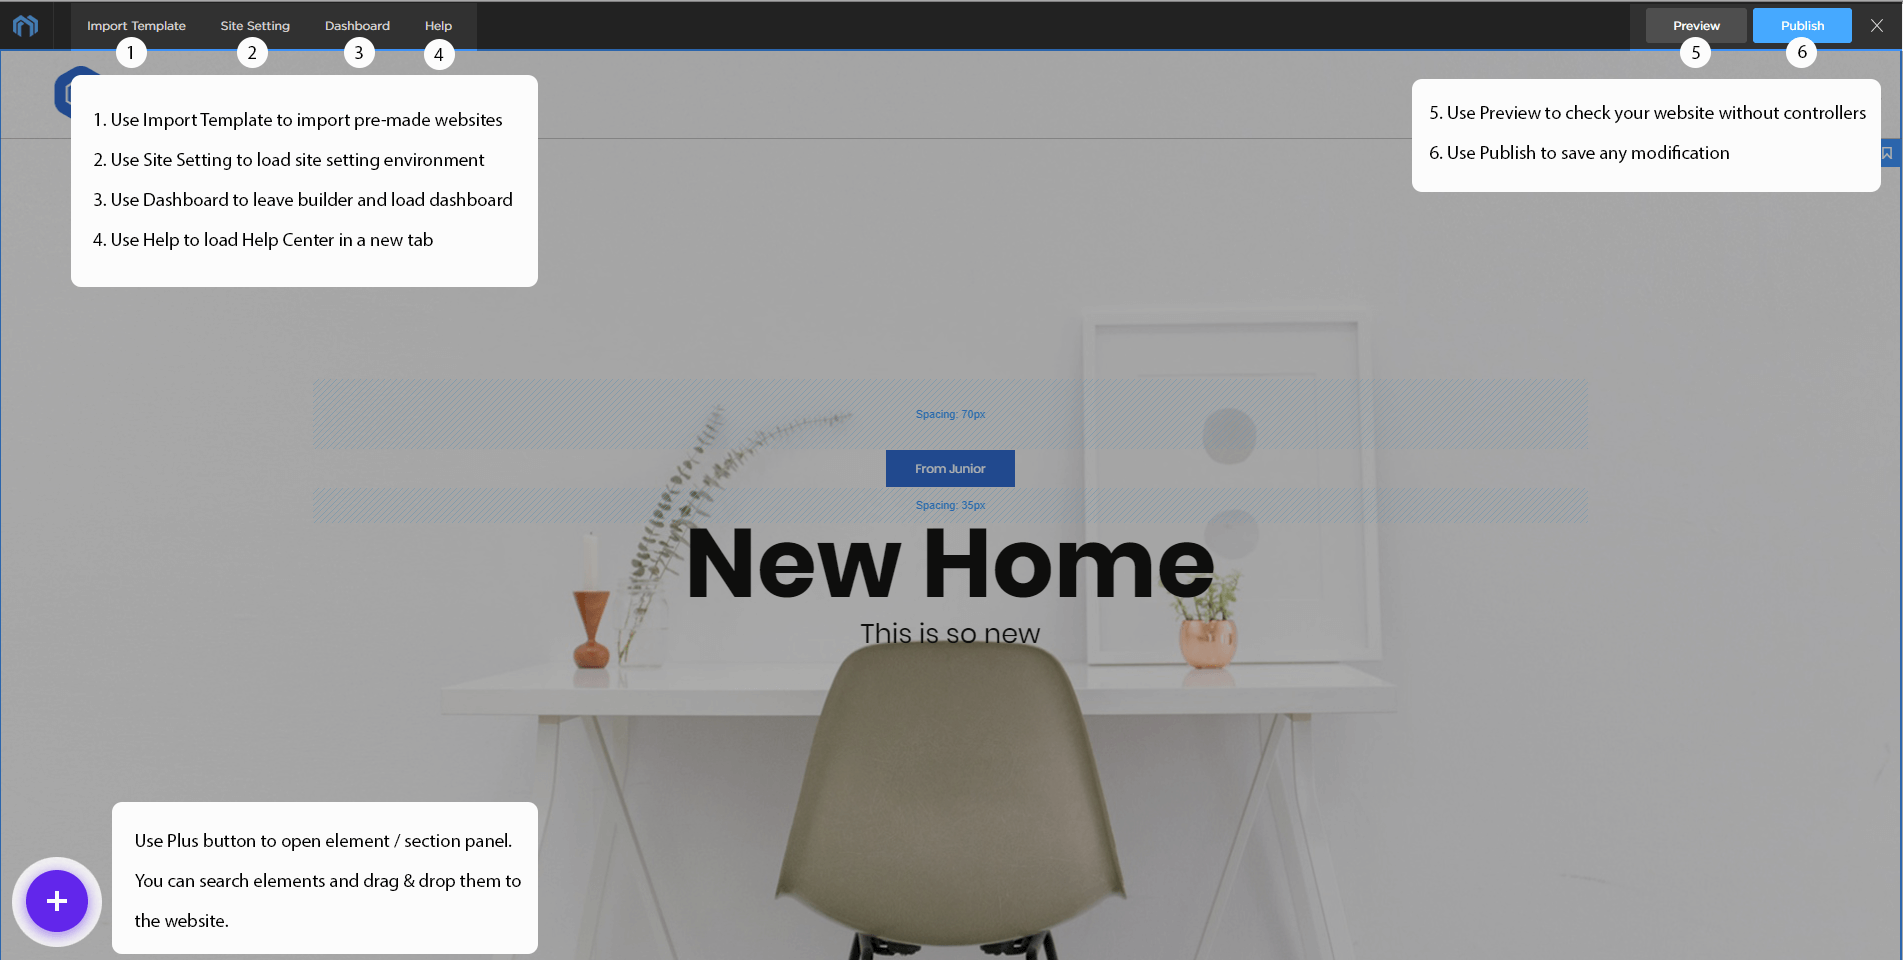 Import Template
Site Setting
Dashboard
Help
Preview
Publish
1
2
3
4
5
6
1. Use Import Template to import pre-made websites
2. Use Site Setting to load site setting environment
3. Use Dashboard to leave builder and load dashboard
4. Use Help to load Help Center in a new tab
5. Use Preview to check your website without controllers
6. Use Publish to save any modification
Spacing: 70px
From Junior
Spacing: 35px
New Home
This is so new
Use Plus button to open element / section panel.
You can search elements and drag & drop them to
the website.